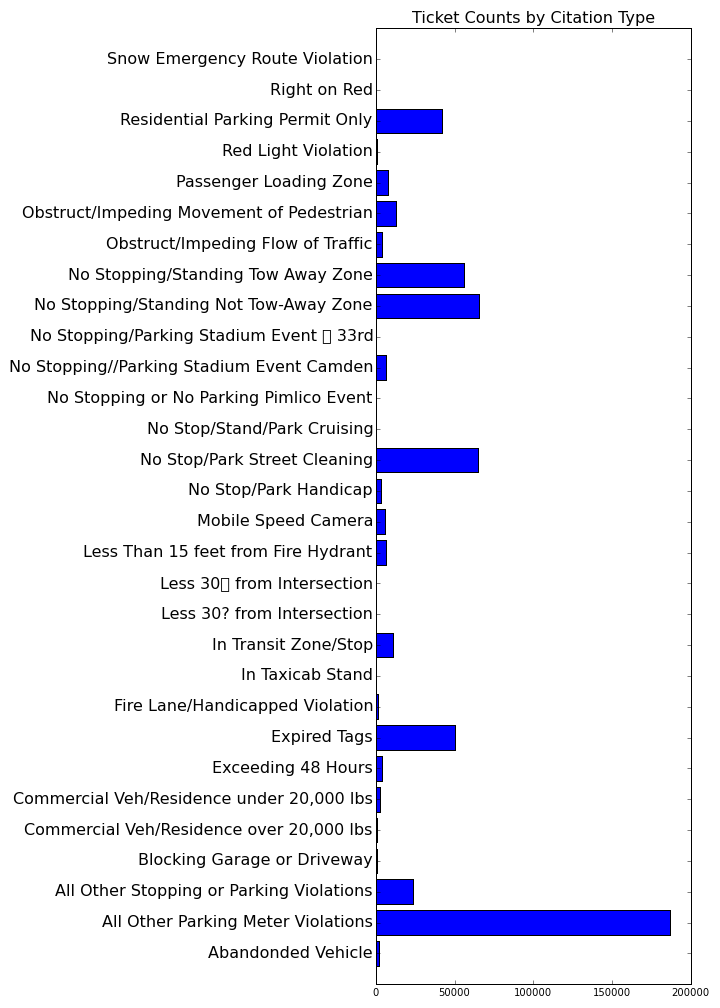 Ticket Counts by Citation Type
Snow Emergency Route Violation
Right on Red
Residential Parking Permit Only
Red Light Violation
Passenger Loading Zone
Obstruct/Impeding Movement of Pedestrian
Obstruct/Impeding Flow of Traffic
No Stopping/Standing Tow Away Zone
No Stopping/Standing Not Tow-Away Zone
No Stopping/Parking Stadium Event ▯ 33rd
No Stopping//Parking Stadium Event Camden
No Stopping or No Parking Pimlico Event
No Stop/Stand/Park Cruising
No Stop/Park Street Cleaning
No Stop/Park Handicap
Mobile Speed Camera
Less Than 15 feet from Fire Hydrant
Less 30▯ from Intersection
Less 30? from Intersection
In Transit Zone/Stop
In Taxicab Stand
Fire Lane/Handicapped Violation
Expired Tags
Exceeding 48 Hours
Commercial Veh/Residence under 20,000 lbs
Commercial Veh/Residence over 20,000 lbs
Blocking Garage or Driveway
All Other Stopping or Parking Violations
All Other Parking Meter Violations
Abandonded Vehicle
0 50000 100000 150000 200000